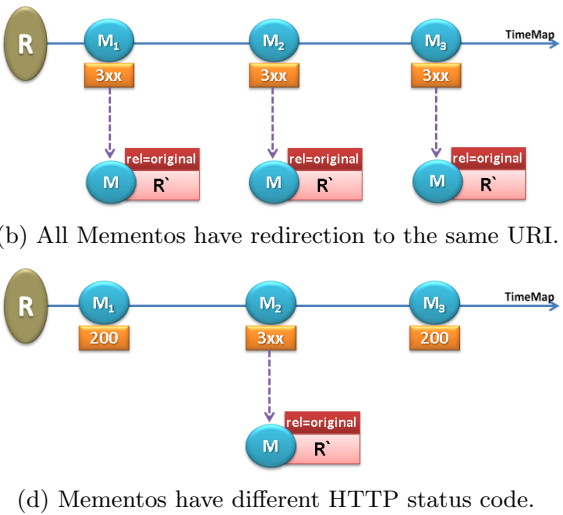 R M₁ M₂ M₃ TimeMap
3xx 3xx 3xx
rel=original rel=original rel=original
M R` M R` M R`
(b) All Mementos have redirection to the same URI.
R M₁ M₂ M₃ TimeMap
200 3xx 200
rel=original
M R`
(d) Mementos have different HTTP status code.